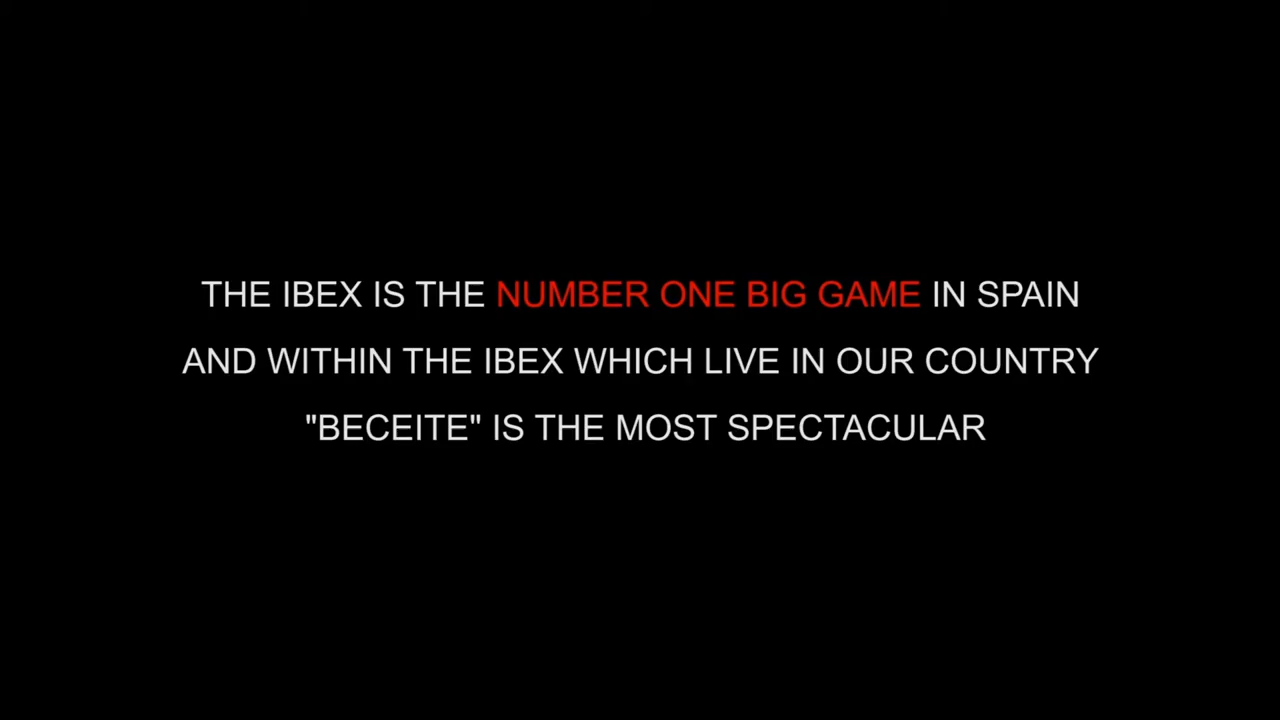 THE IBEX IS THE NUMBER ONE BIG GAME IN SPAIN
AND WITHIN THE IBEX WHICH LIVE IN OUR COUNTRY
"BECEITE" IS THE MOST SPECTACULAR